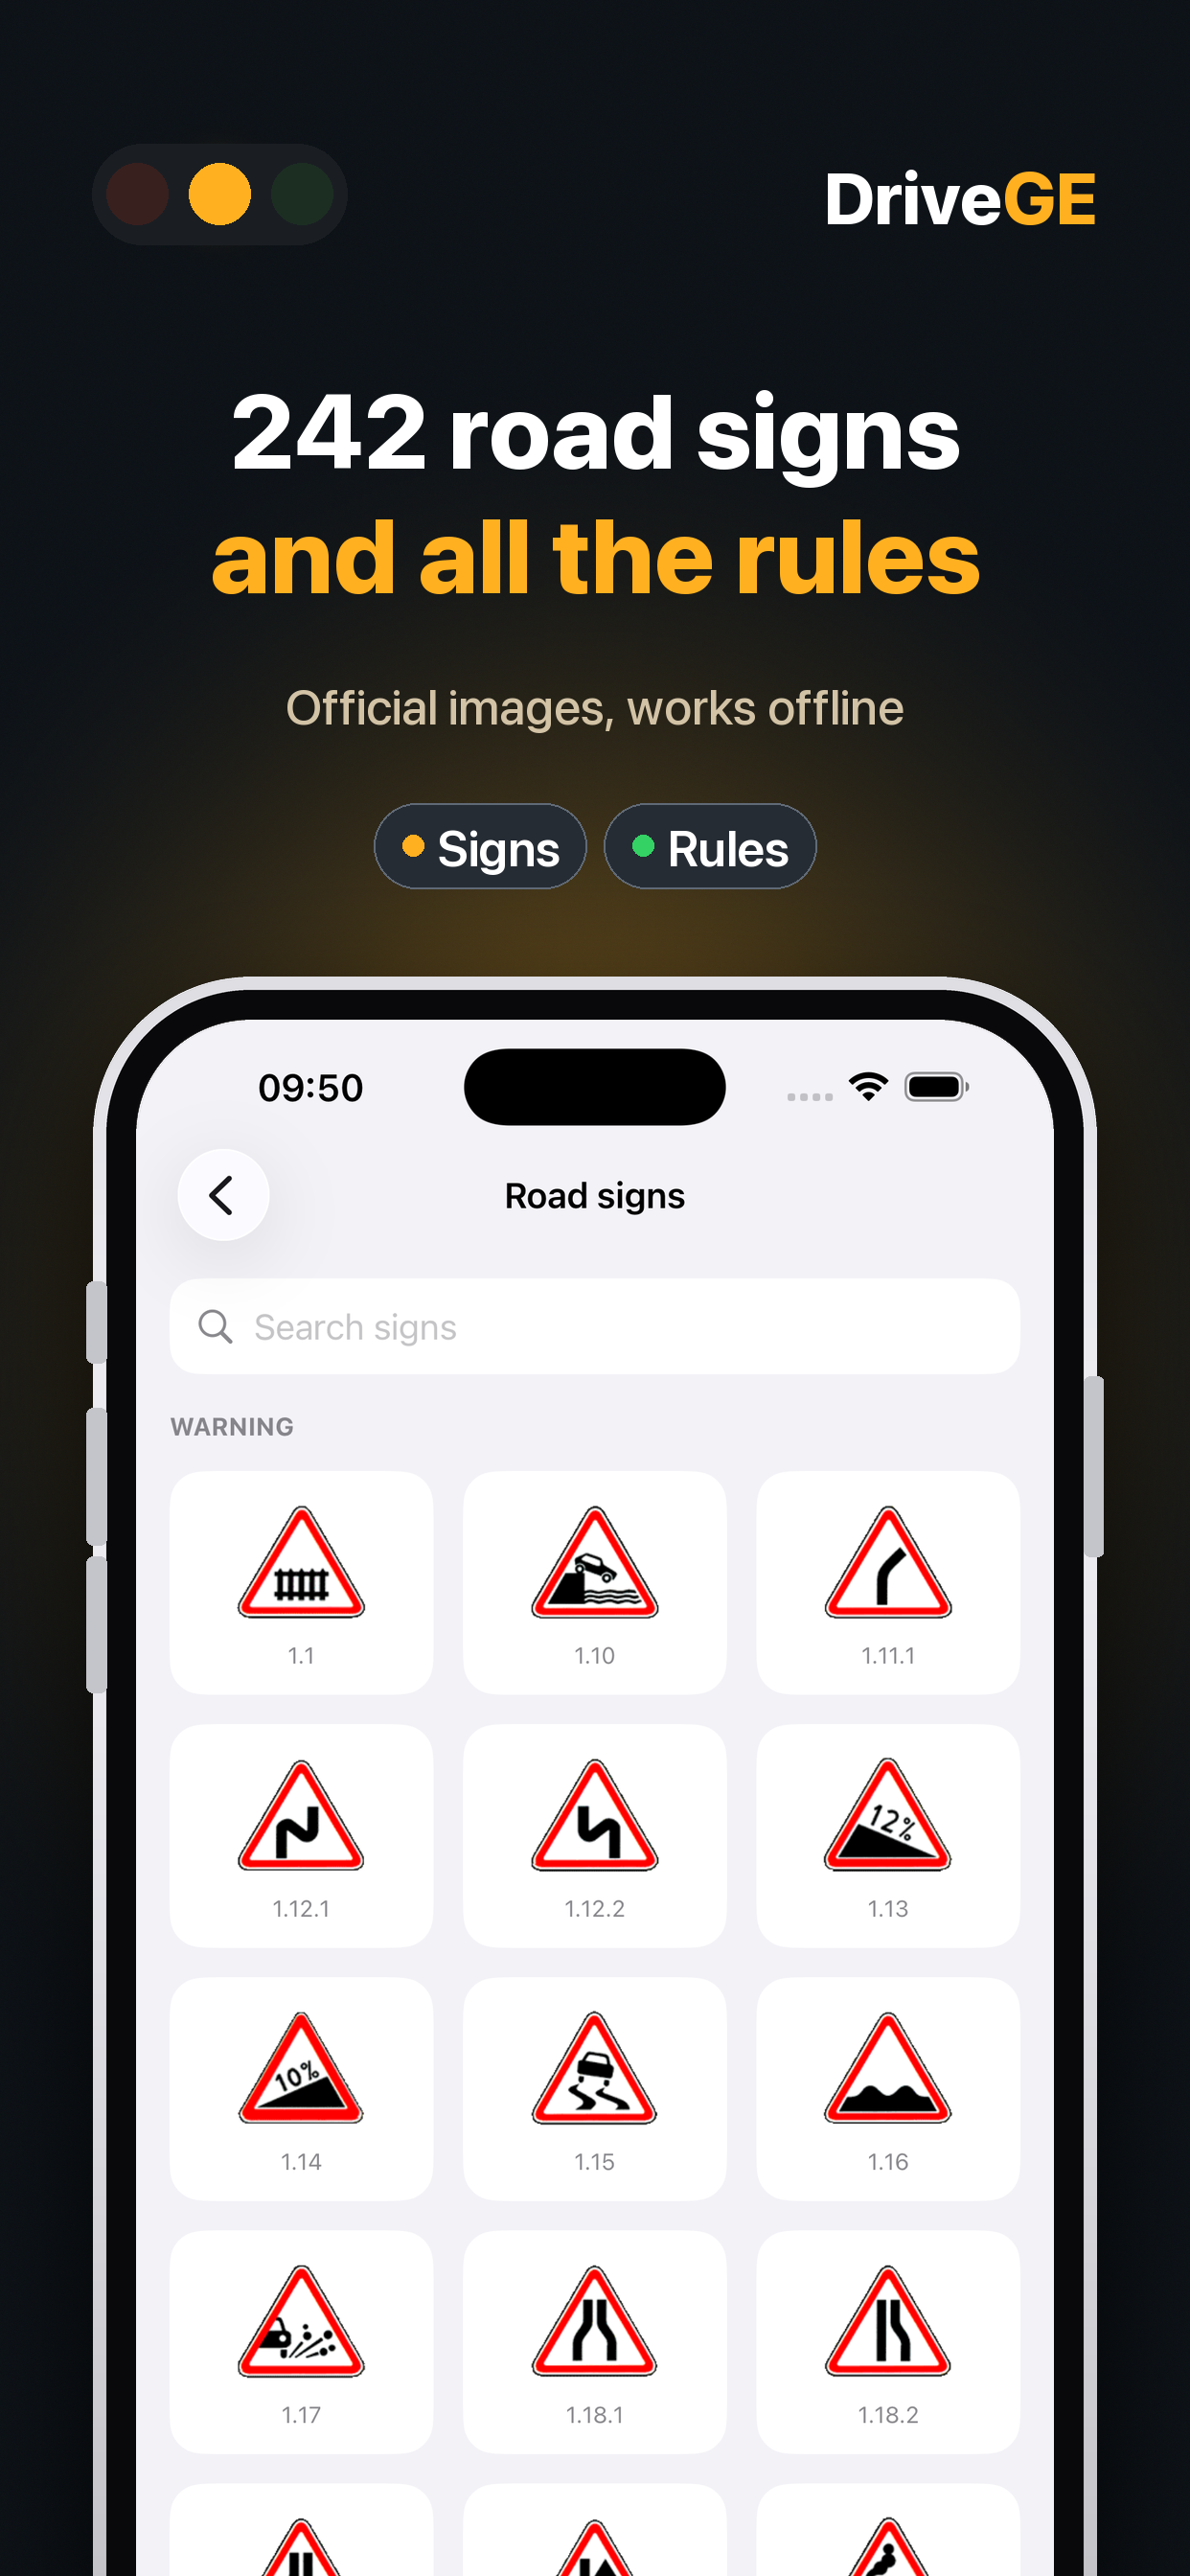 DriveGE
242 road signs
and all the rules
Official images, works offline
Signs Rules
09:50
Road signs
Search signs
WARNING
1.1 1.10 1.11.1
12%
1.12.1 1.12.2 1.13
10%
1.14 1.15 1.16
1.17 1.18.1 1.18.2